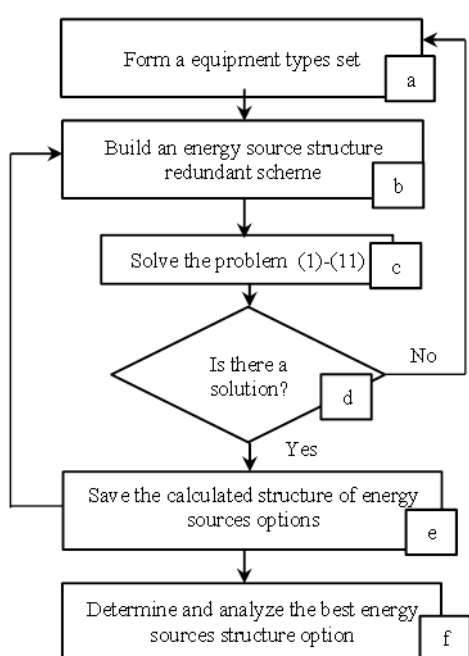 Form a equipment types set
a
Build an energy source structure
redundant scheme
b
Solve the problem (1)-(11)
c
Is there a
solution?
d
No
Yes
Save the calculated structure of energy
sources options
e
Determine and analyze the best energy
sources structure option
f